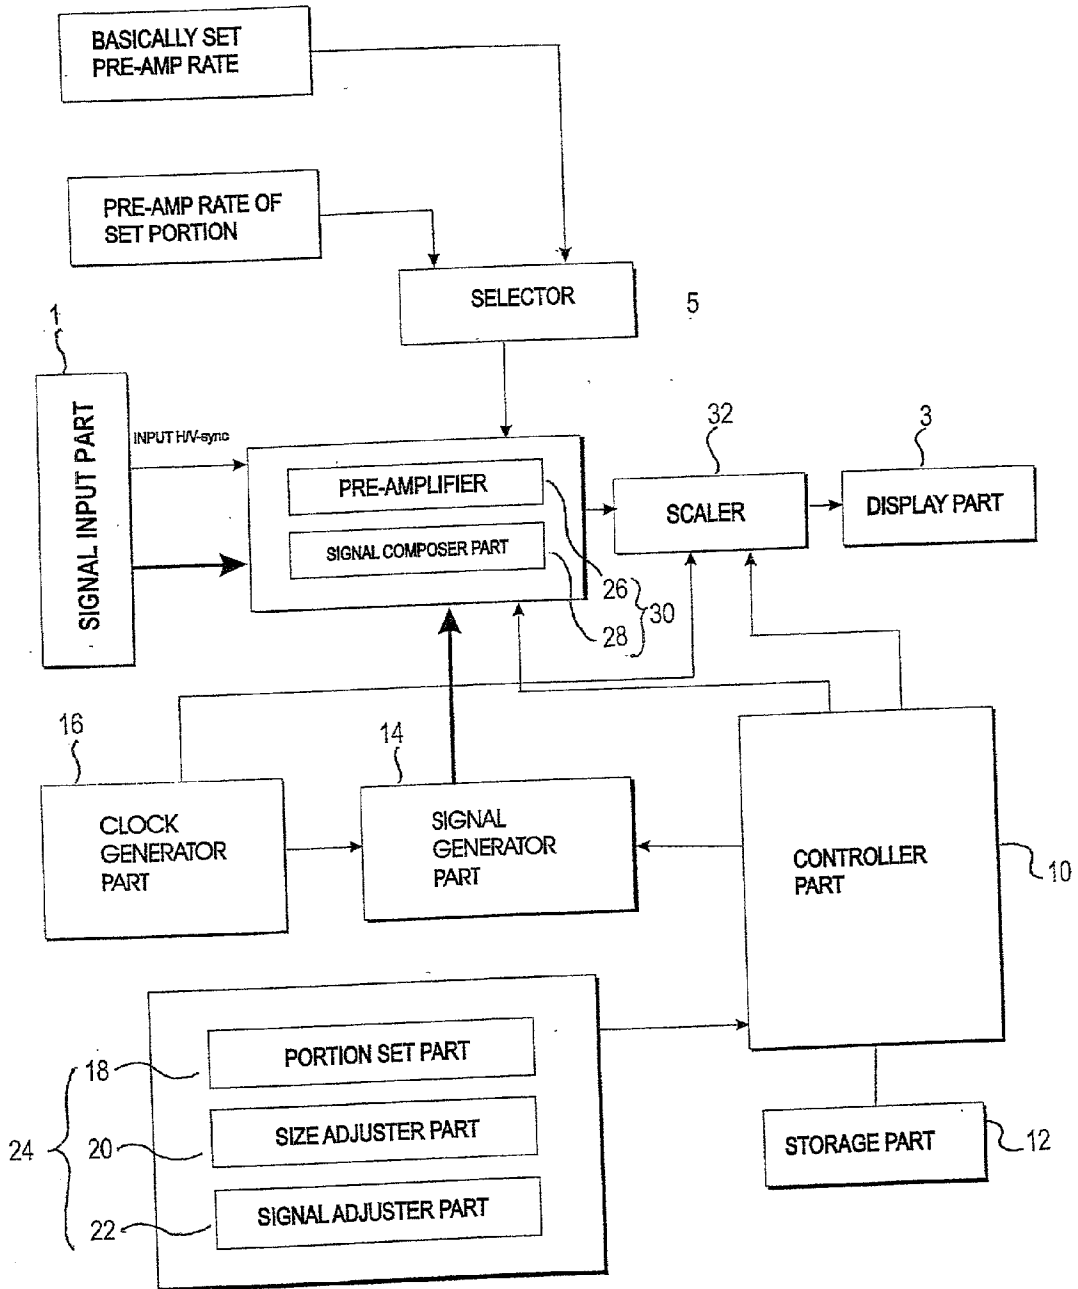 BASICALLY SET
PRE-AMP RATE
PRE-AMP RATE OF
SET PORTION
SELECTOR
5
1
SIGNAL INPUT PART
INPUT H/V-sync
PRE-AMPLIFIER
SIGNAL COMPOSER PART
32
SCALER
3
DISPLAY PART
26
28
30
16
CLOCK
GENERATOR
PART
14
SIGNAL
GENERATOR
PART
CONTROLLER
PART
10
18
PORTION SET PART
24
20
SIZE ADJUSTER PART
22
SIGNAL ADJUSTER PART
STORAGE PART
12